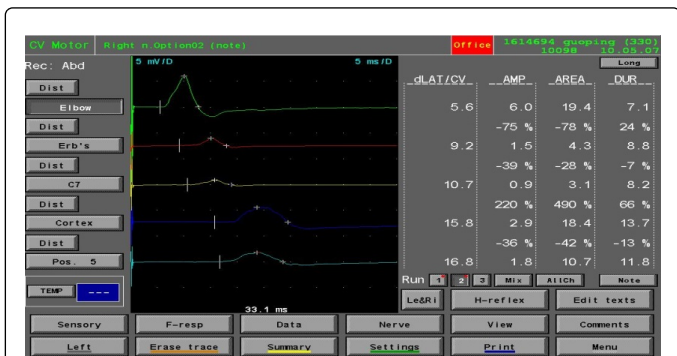 CV Motor Right n.Option02 (note) Office 1614694 guoping (330)
10098 10.05.07
Rec: Abd 5 mV/D 5 ms/D Long
dLAT/CV AMP AREA DUR
Dist
Elbow 5.6 6.0 19.4 7.1
Dist -75 % -78 % 24 %
Erb's 9.2 1.5 4.3 8.8
Dist -39 % -28 % -7 %
C7 10.7 0.9 3.1 8.2
Dist 220 % 490 % 66 %
Cortex 15.8 2.9 18.4 13.7
Dist -36 % -42 % -13 %
Pos. 5 16.8 1.8 10.7 11.8
Run 1 2 3 Mix AllCh Note
TEMP ---
Le&Ri H-reflex Edit texts
33.1 ms
Sensory F-resp Data Nerve View Comments
Left Erase trace Summary Settings Print Menu